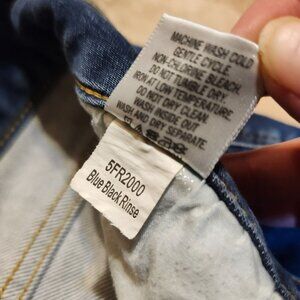 MACHINE WASH COLD
GENTLE CYCLE.
NON-CHLORINE BLEACH
DO NOT TUMBLE DRY.
IRON AT LOW TEMPERATURE
DO NOT DRY CLEAN.
WASH INSIDE OUT
WASH AND DRY SEPARATE
5FR2000
Blue Black Rinse